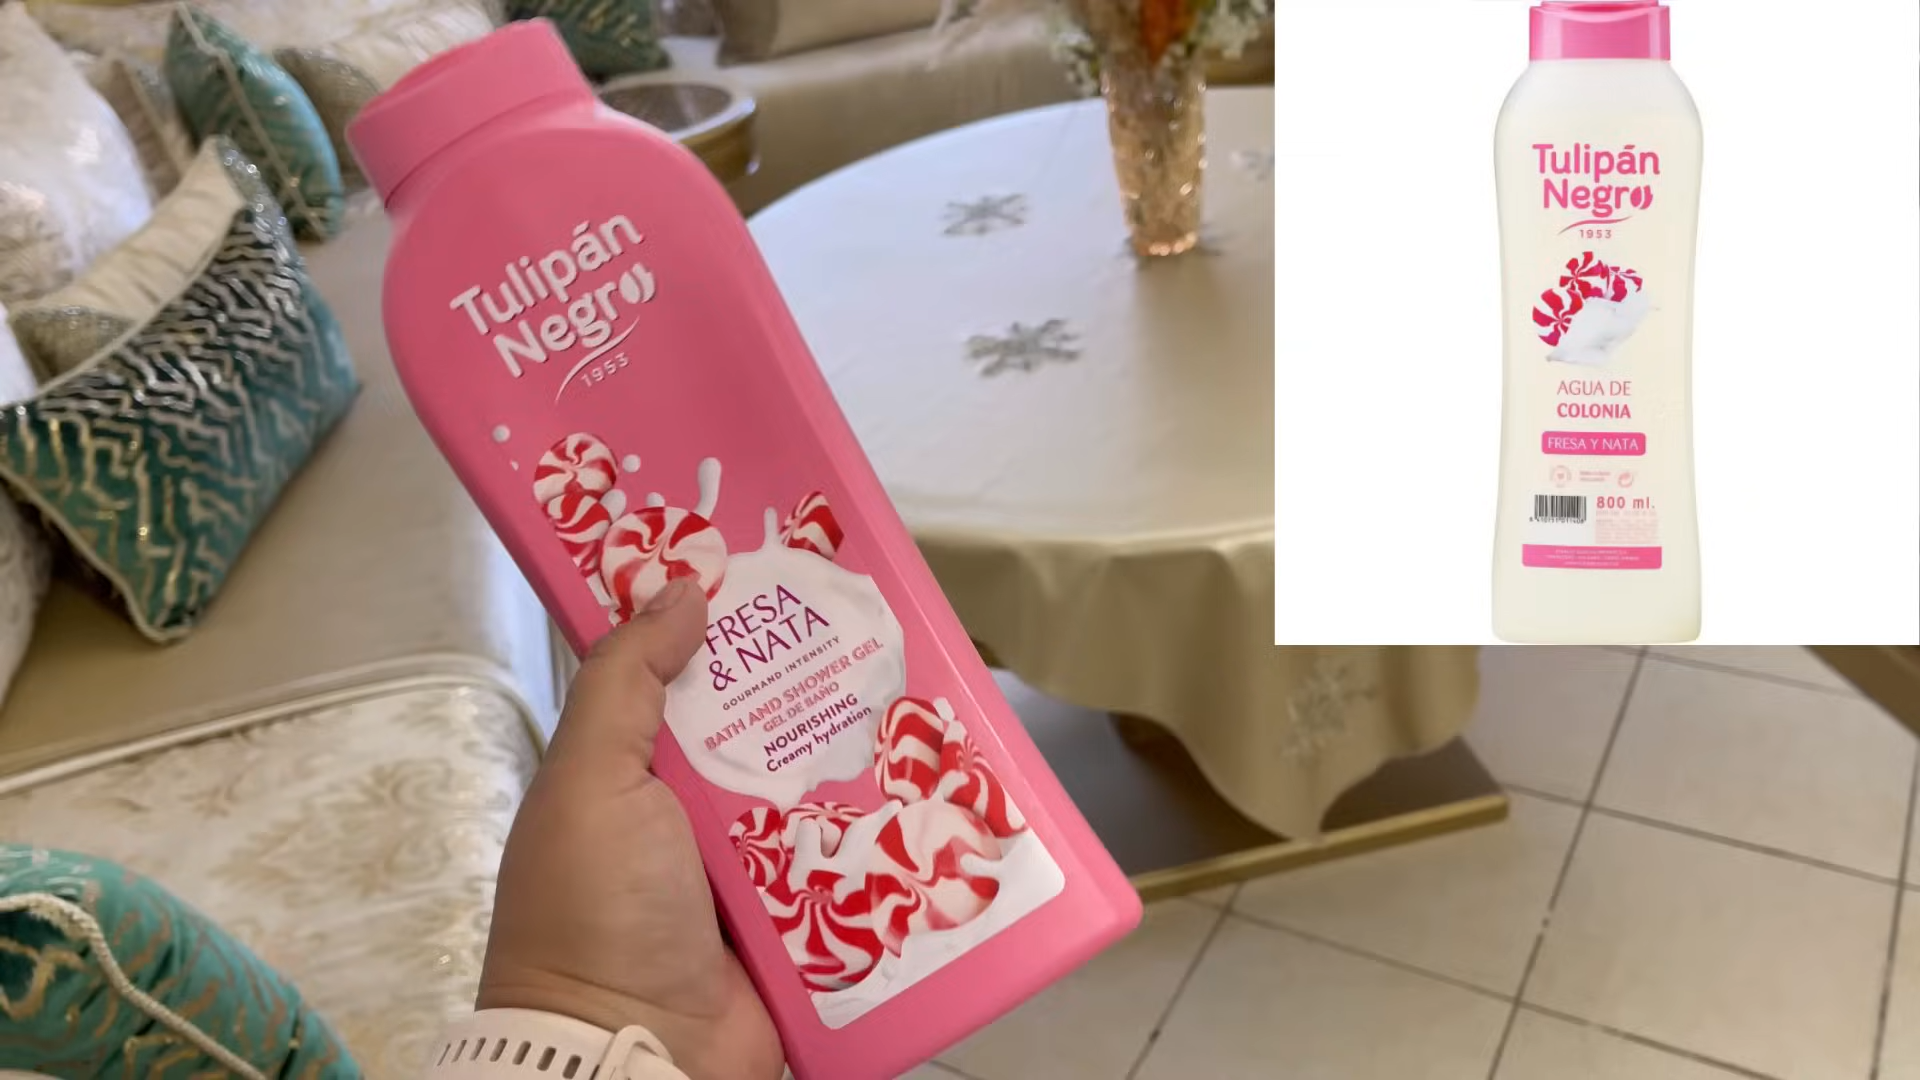 Tulipán
Negro
1953
FRESA
& NATA
GOURMAND INTENSITY
BATH AND SHOWER GEL
GEL DE BAÑO
NOURISHING
Creamy hydration
Tulipán
Negro
1953
AGUA DE
COLONIA
FRESA Y NATA
800 ml.